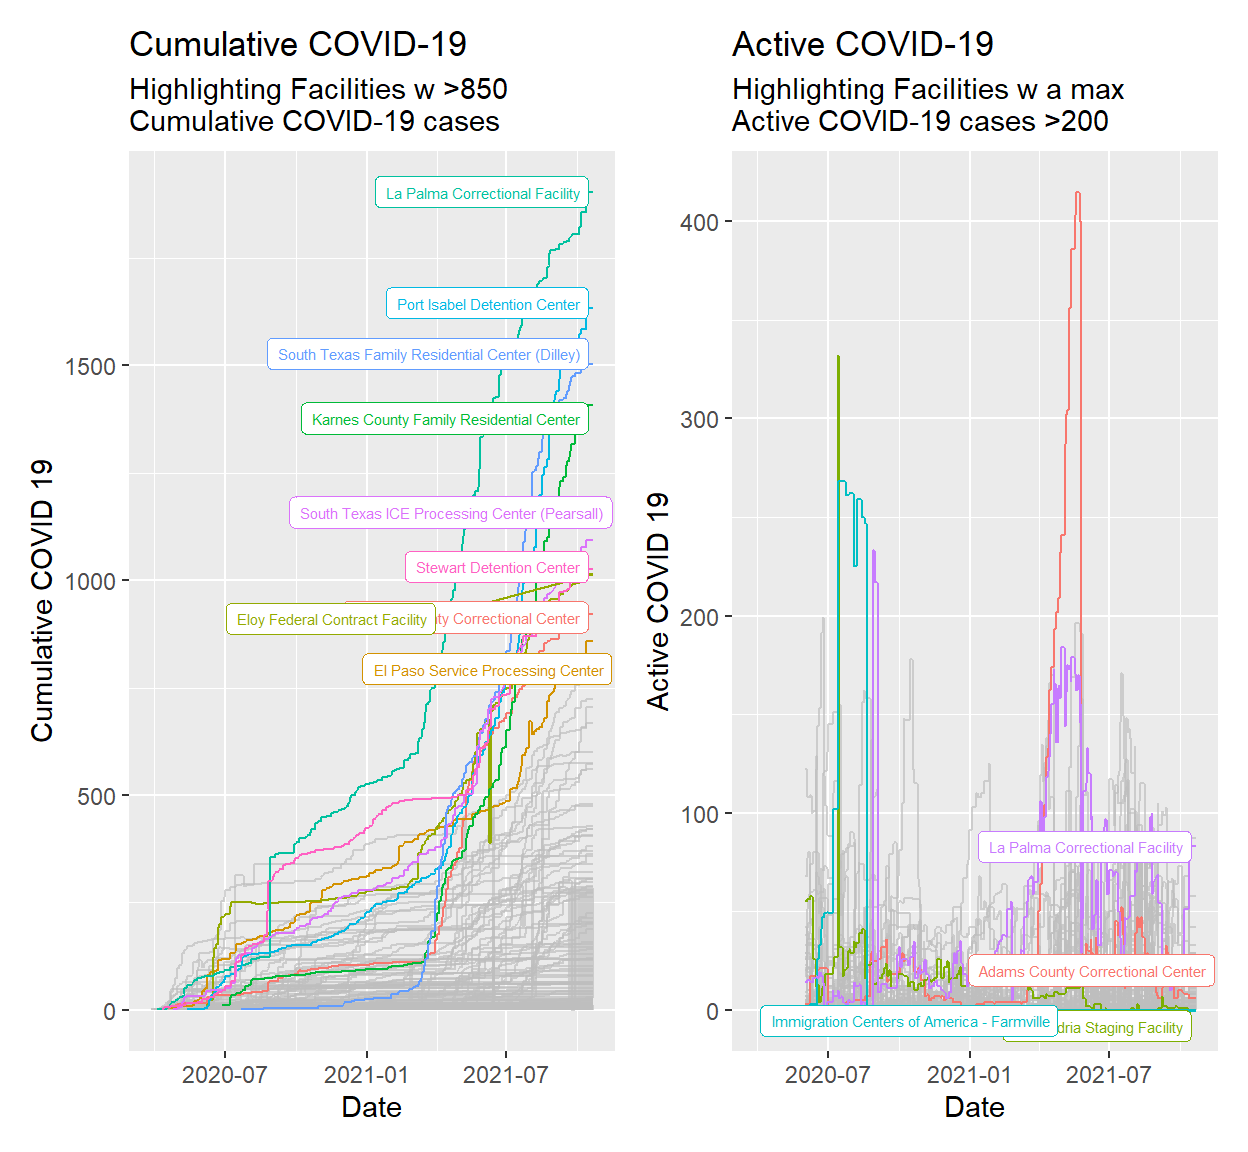 Cumulative COVID-19
Highlighting Facilities w >850
Cumulative COVID-19 cases
Cumulative COVID 19
1500
1000
500
0
La Palma Correctional Facility
Port Isabel Detention Center
South Texas Family Residential Center (Dilley)
Karnes County Family Residential Center
South Texas ICE Processing Center (Pearsall)
Stewart Detention Center
Eloy Federal Contract Facility
Correctional Center
El Paso Service Processing Center
2020-07
2021-01
2021-07
Date
Active COVID-19
Highlighting Facilities w a max
Active COVID-19 cases >200
Active COVID 19
400
300
200
100
0
La Palma Correctional Facility
Adams County Correctional Center
Immigration Centers of America - Farmville
Staging Facility
2020-07
2021-01
2021-07
Date